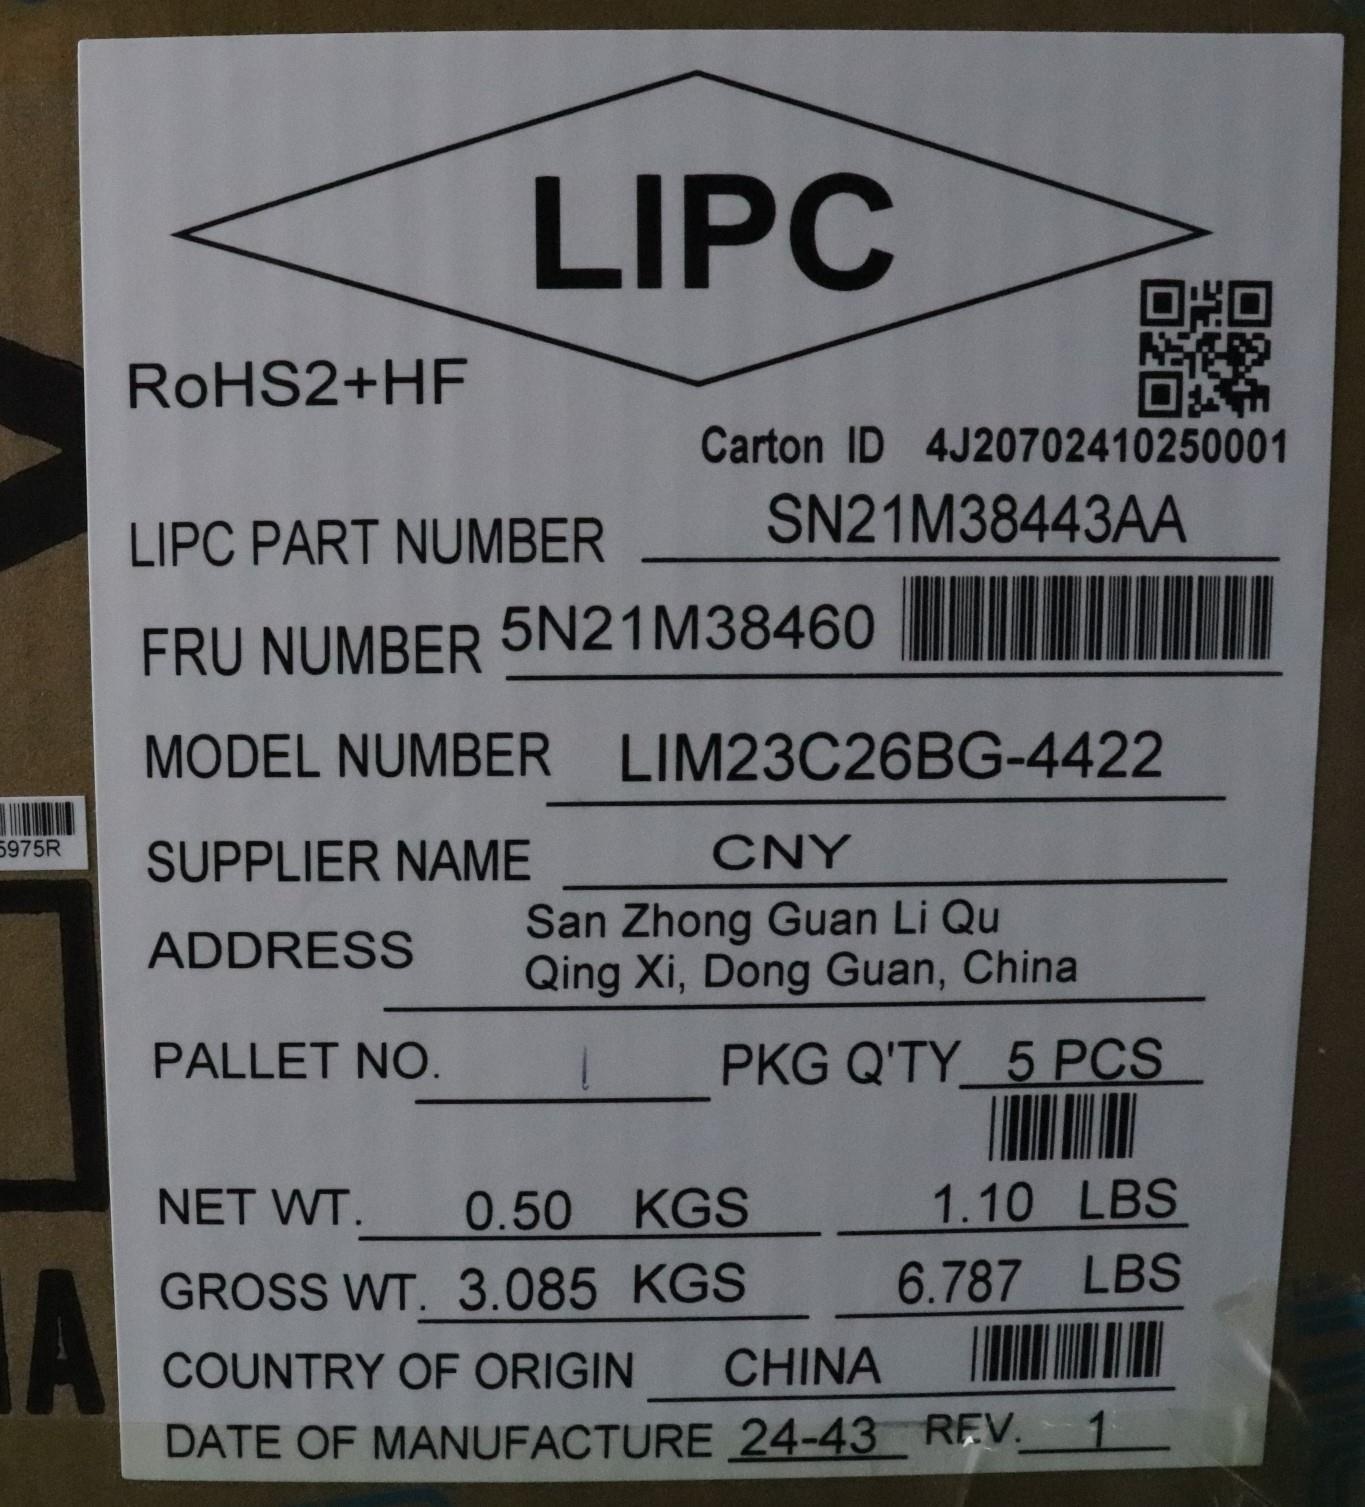 LIPC
RoHS2+HF
Carton ID 4J20702410250001
LIPC PART NUMBER SN21M38443AA
FRU NUMBER 5N21M38460
MODEL NUMBER LIM23C26BG-4422
SUPPLIER NAME CNY
5975R
ADDRESS San Zhong Guan Li Qu
Qing Xi, Dong Guan, China
PALLET NO. 1 PKG Q'TY 5 PCS
NET WT. 0.50 KGS 1.10 LBS
GROSS WT. 3.085 KGS 6.787 LBS
COUNTRY OF ORIGIN CHINA
DATE OF MANUFACTURE 24-43 REV. 1